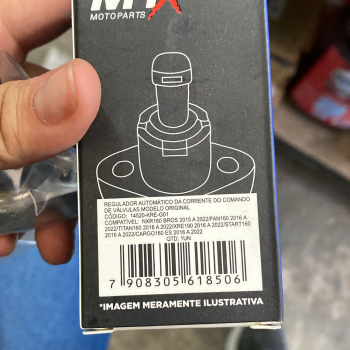 MTX
MOTOPARTS
REGULADOR AUTOMÁTICO DA CORRENTE DO COMANDO
DE VÁLVULAS MODELO ORIGINAL
CÓDIGO: 14520-KRE-G01
COMPATÍVEL: NXR160 BROS 2015 A 2022/FAN160 2016 A
2022/TITAN160 2016 A 2022/XRE190 2016 A 2022/START160
2016 A 2022/CARGO160 ES 2016 A 2022
QTD: 1UN
7 908305 618506
*IMAGEM MERAMENTE ILUSTRATIVA